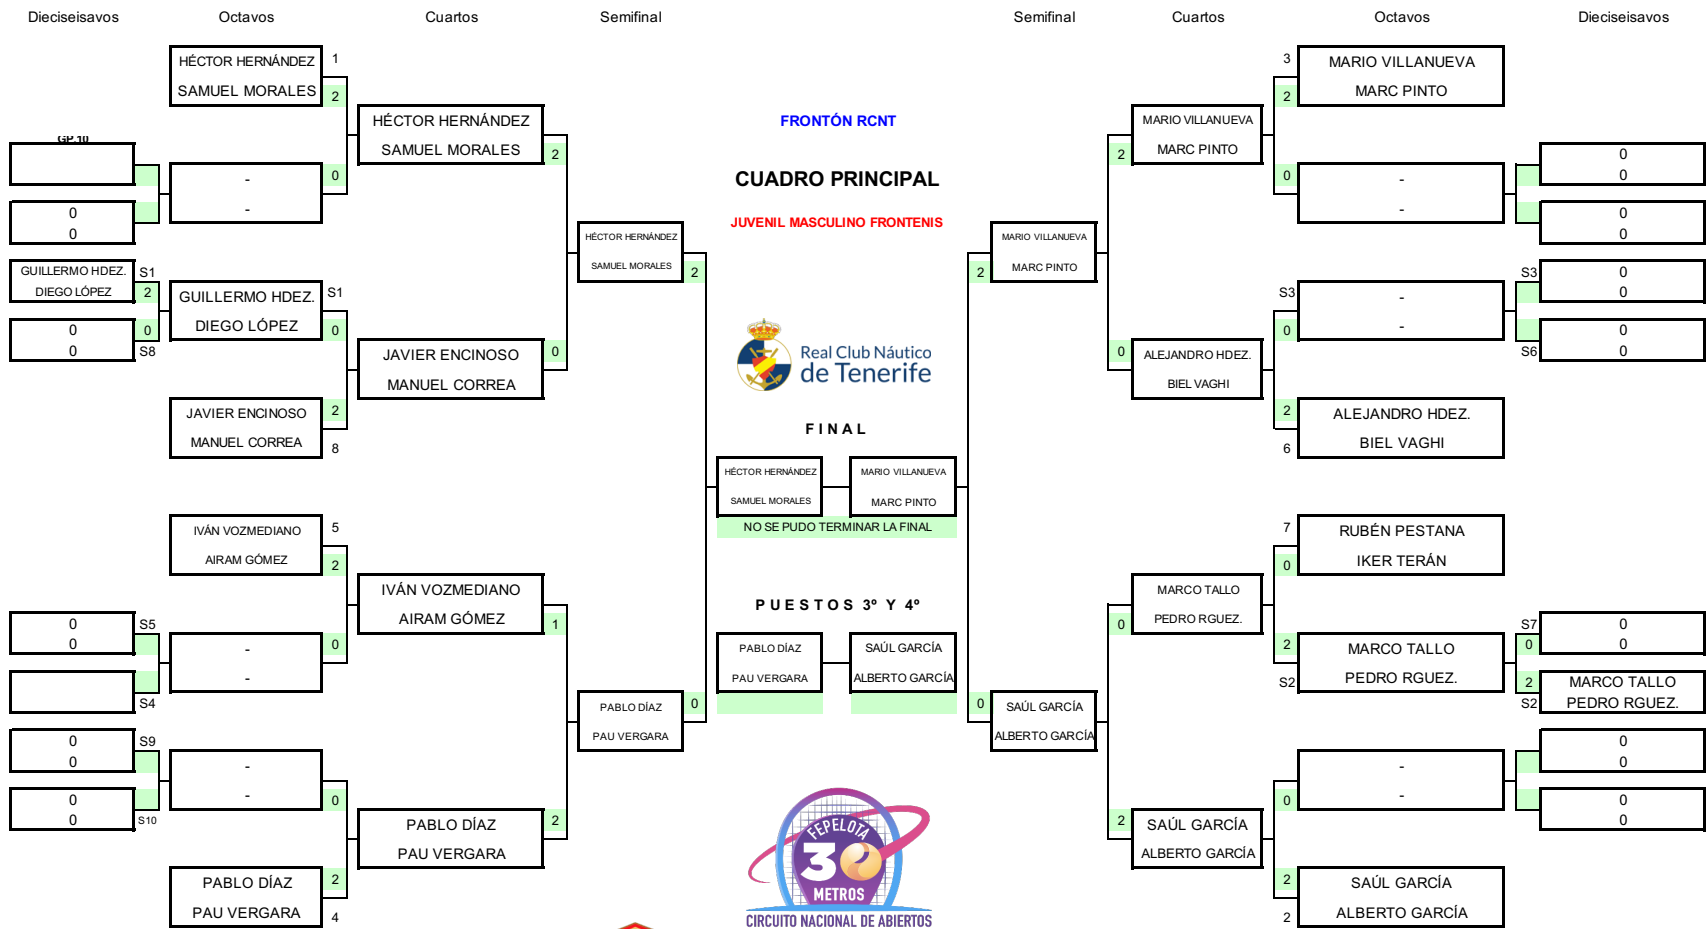 Dieciseisavos Octavos Cuartos Semifinal Semifinal Cuartos Octavos Dieciseisavos
HÉCTOR HERNÁNDEZ 1
SAMUEL MORALES 2
HÉCTOR HERNÁNDEZ
SAMUEL MORALES 2
GP.10
- 0
-
0
0
HÉCTOR HERNÁNDEZ
SAMUEL MORALES 2
GUILLERMO HDEZ. S1
DIEGO LÓPEZ 2
GUILLERMO HDEZ. S1
DIEGO LÓPEZ 0
0 0
0 S8
JAVIER ENCINOSO 0
MANUEL CORREA
JAVIER ENCINOSO 2
MANUEL CORREA 8
IVÁN VOZMEDIANO 5
AIRAM GÓMEZ 2
IVÁN VOZMEDIANO
AIRAM GÓMEZ 1
0 S5
0
- 0
-
S4
PABLO DÍAZ 0
PAU VERGARA
0 S9
0
-
- 0
0
0 S10
PABLO DÍAZ 2
PAU VERGARA
PABLO DÍAZ 2
PAU VERGARA 4
FRONTÓN RCNT
CUADRO PRINCIPAL
JUVENIL MASCULINO FRONTENIS
Real Club Náutico
de Tenerife
FINAL
HÉCTOR HERNÁNDEZ MARIO VILLANUEVA
SAMUEL MORALES MARC PINTO
NO SE PUDO TERMINAR LA FINAL
PUESTOS 3º Y 4º
PABLO DÍAZ SAÚL GARCÍA
PAU VERGARA ALBERTO GARCÍA
FEPELOTA
30
METROS
CIRCUITO NACIONAL DE ABIERTOS
3 MARIO VILLANUEVA
2 MARC PINTO
MARIO VILLANUEVA
2 MARC PINTO
0 -
-
0
0
0
0
MARIO VILLANUEVA
2 MARC PINTO
S3 0
0
S3 -
0 -
0
S6 0
0 ALEJANDRO HDEZ.
BIEL VAGHI
2 ALEJANDRO HDEZ.
6 BIEL VAGHI
7 RUBÉN PESTANA
0 IKER TERÁN
MARCO TALLO
0 PEDRO RGUEZ.
S7 0
0 0
2 MARCO TALLO
S2 PEDRO RGUEZ.
2 MARCO TALLO
S2 PEDRO RGUEZ.
0 SAÚL GARCÍA
ALBERTO GARCÍA
0
0
-
0 -
0
0
2 SAÚL GARCÍA
ALBERTO GARCÍA
2 SAÚL GARCÍA
2 ALBERTO GARCÍA